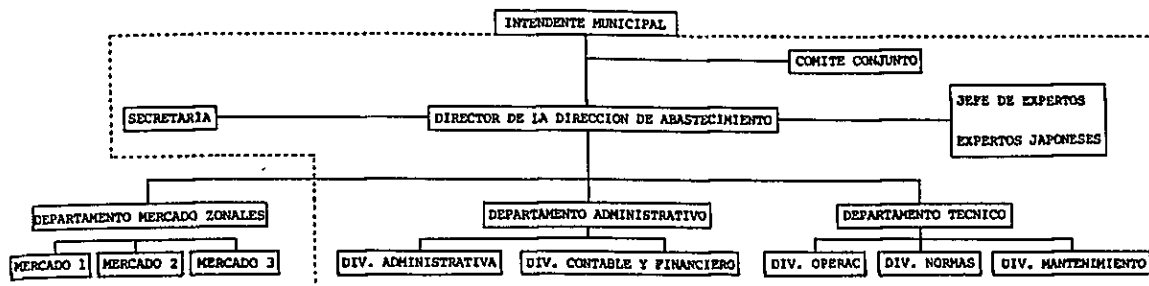 INTENDENTE MUNICIPAL
COMITE CONJUNTO
JEFE DE EXPERTOS
SECRETARÍA
DIRECTOR DE LA DIRECCION DE ABASTECIMIENTO
EXPERTOS JAPONESES
DEPARTAMENTO MERCADO ZONALES
DEPARTAMENTO ADMINISTRATIVO
DEPARTAMENTO TECNICO
MERCADO 1
MERCADO 2
MERCADO 3
DIV. ADMINISTRATIVA
DIV. CONTABLE Y FINANCIERO
DIV. OPERAC
DIV. NORMAS
DIV. MANTENIMIENTO